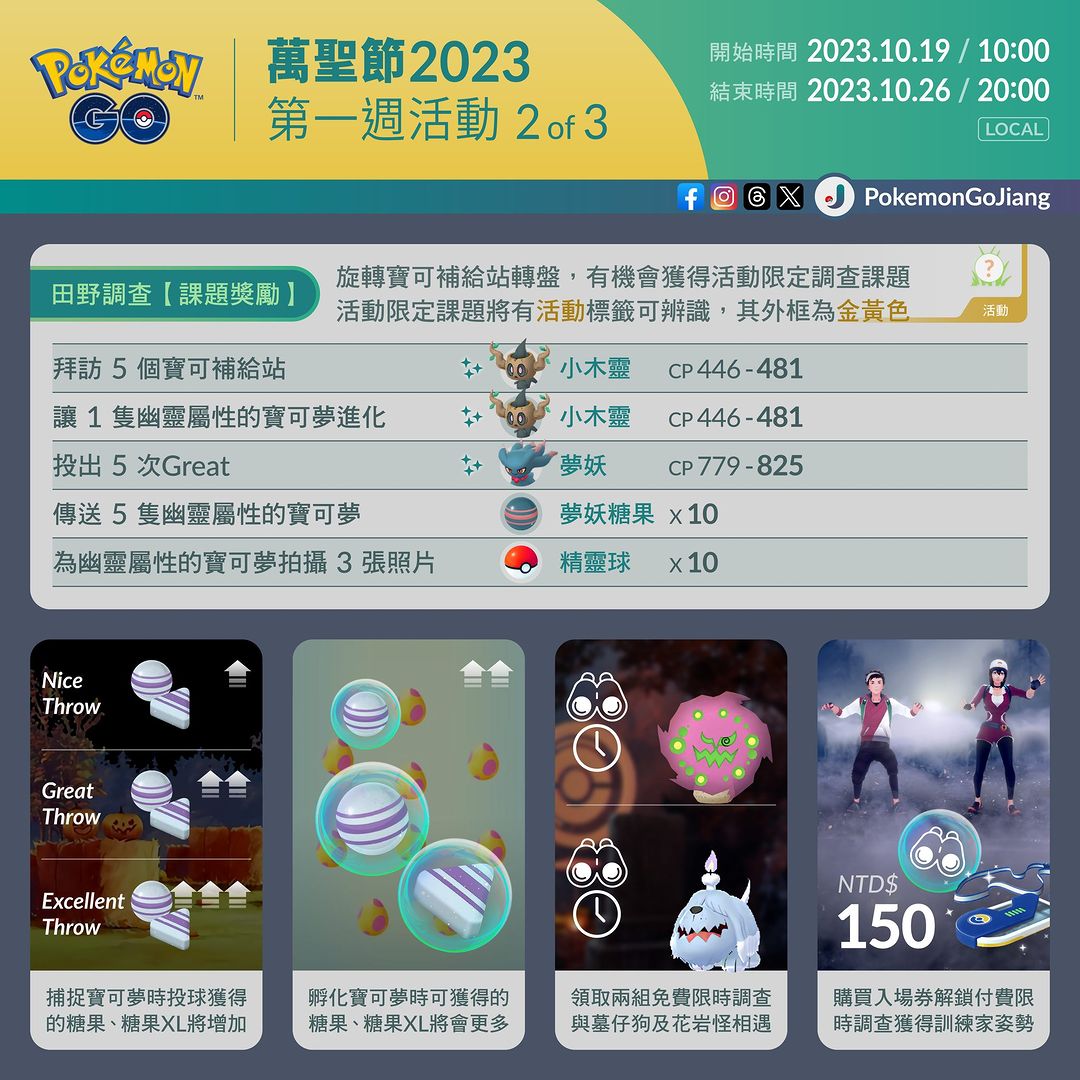 POKÉMON GO
TM
萬聖節2023
第一週活動 2 of 3
開始時間 2023.10.19 / 10:00
結束時間 2023.10.26 / 20:00
LOCAL
PokemonGoJiang
田野調查【課題獎勵】
旋轉寶可補給站轉盤，有機會獲得活動限定調查課題
活動限定課題將有活動標籤可辨識，其外框為金黃色
?
活動
拜訪 5 個寶可補給站 小木靈 CP 446 - 481
讓 1 隻幽靈屬性的寶可夢進化 小木靈 CP 446 - 481
投出 5 次Great 夢妖 CP 779 - 825
傳送 5 隻幽靈屬性的寶可夢 夢妖糖果 x 10
為幽靈屬性的寶可夢拍攝 3 張照片 精靈球 x 10
Nice
Throw
Great
Throw
Excellent
Throw
捕捉寶可夢時投球獲得
的糖果、糖果XL將增加
孵化寶可夢時可獲得的
糖果、糖果XL將會更多
領取兩組免費限時調查
與墓仔狗及花岩怪相遇
NTD$
150
購買入場券解鎖付費限
時調查獲得訓練家姿勢